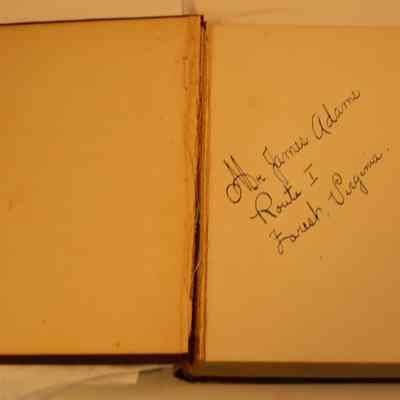 Mr James Adams
Route I
Forest, Virginia.